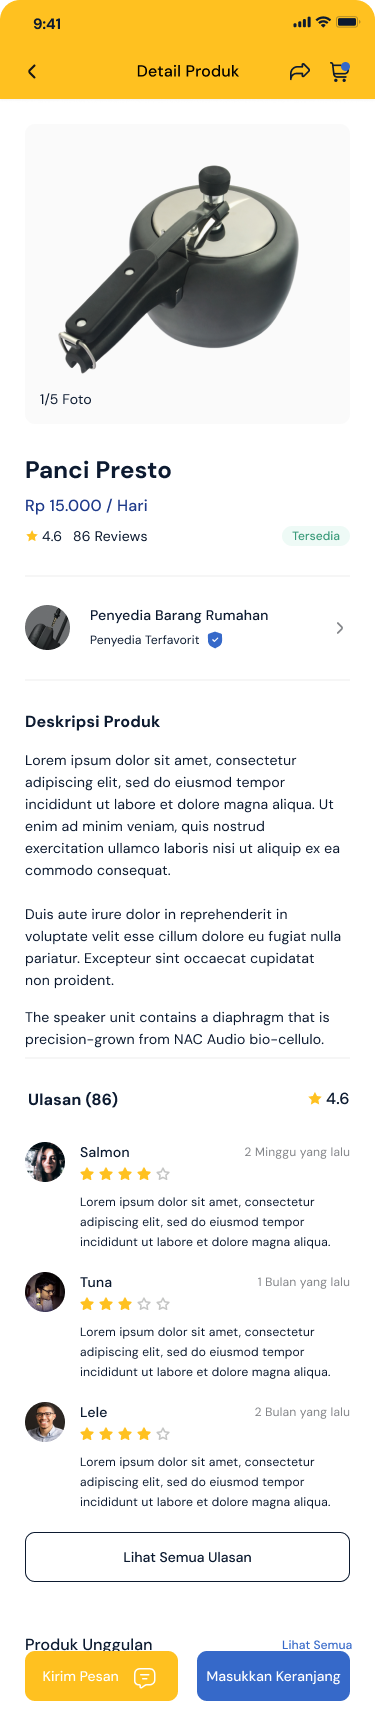 9:41
Detail Produk
1/5 Foto
Panci Presto
Rp 15.000 / Hari
4.6 86 Reviews
Tersedia
Penyedia Barang Rumahan
Penyedia Terfavorit
Deskripsi Produk
Lorem ipsum dolor sit amet, consectetur
adipiscing elit, sed do eiusmod tempor
incididunt ut labore et dolore magna aliqua. Ut
enim ad minim veniam, quis nostrud
exercitation ullamco laboris nisi ut aliquip ex ea
commodo consequat.
Duis aute irure dolor in reprehenderit in
voluptate velit esse cillum dolore eu fugiat nulla
pariatur. Excepteur sint occaecat cupidatat
non proident.
The speaker unit contains a diaphragm that is
precision-grown from NAC Audio bio-cellulo.
Ulasan (86)
4.6
Salmon
2 Minggu yang lalu
Lorem ipsum dolor sit amet, consectetur
adipiscing elit, sed do eiusmod tempor
incididunt ut labore et dolore magna aliqua.
Tuna
1 Bulan yang lalu
Lorem ipsum dolor sit amet, consectetur
adipiscing elit, sed do eiusmod tempor
incididunt ut labore et dolore magna aliqua.
Lele
2 Bulan yang lalu
Lorem ipsum dolor sit amet, consectetur
adipiscing elit, sed do eiusmod tempor
incididunt ut labore et dolore magna aliqua.
Lihat Semua Ulasan
Produk Unggulan
Lihat Semua
Kirim Pesan
Masukkan Keranjang